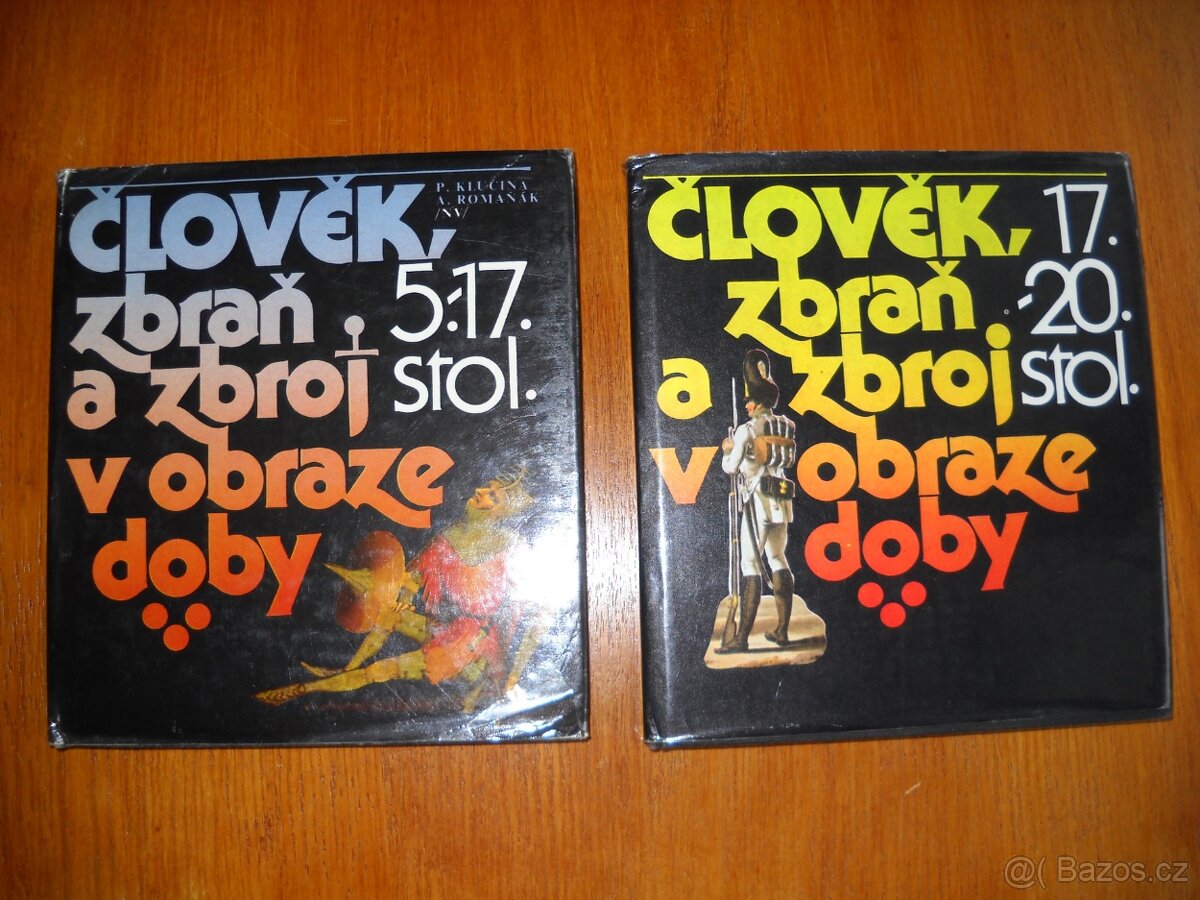 ČLOVĚK,
P. KLUČINA
A. ROMAŇÁK
/NV/
zbraň
a zbroj
5.-17.
stol.
v obraze
doby
ČLOVĚK,
zbraň
a zbroj
17.
-20.
stol.
v obraze
doby
@( Bazos.cz